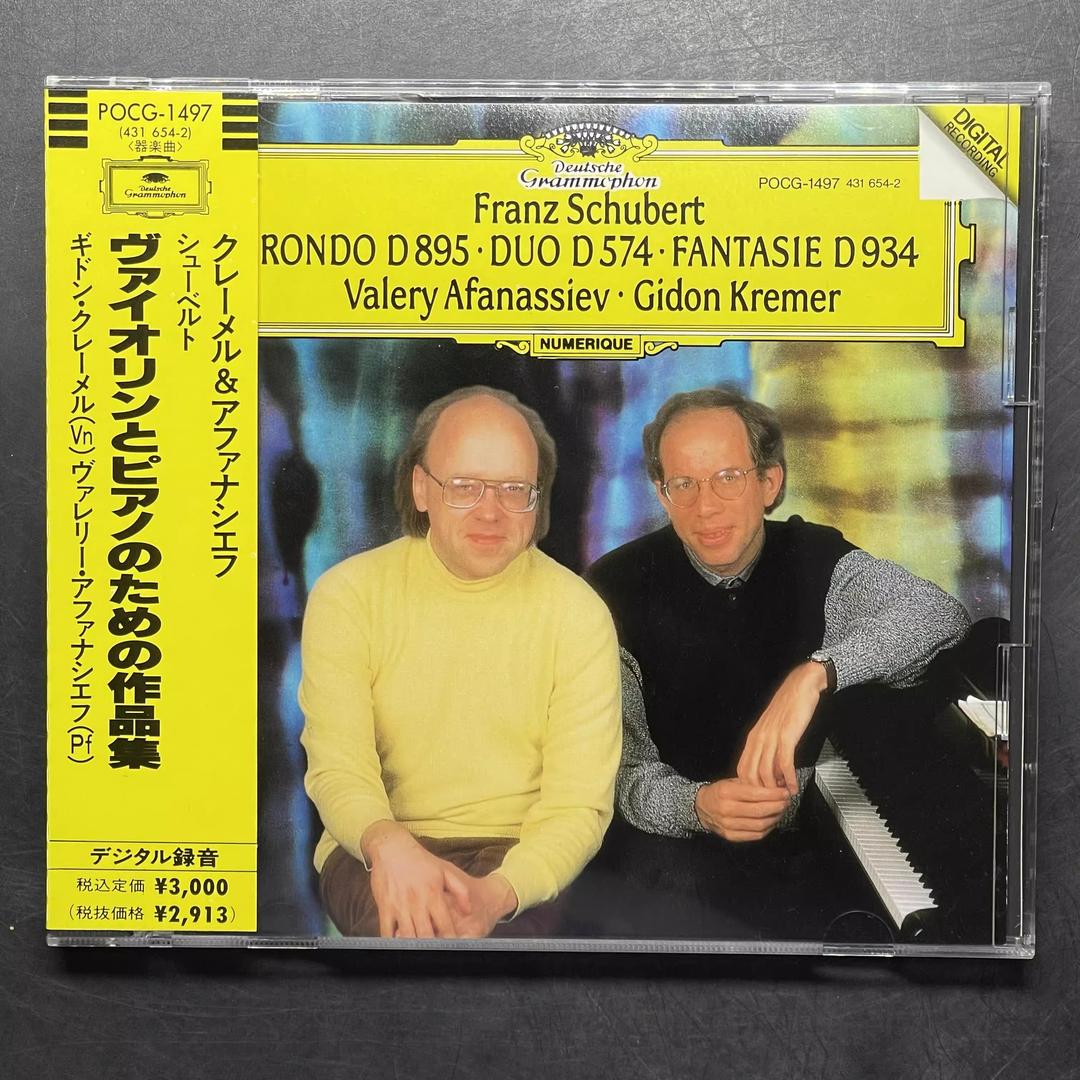 POCG-1497
(431 654-2)
〈器楽曲〉
Deutsche
Grammophon
クレーメル&アファナシエフ
シューベルト
ヴァイオリンとピアノのための作品集
ギドン・クレーメル(Vn)ヴァレリー・アファナシエフ(Pf)
デジタル録音
税込定価 ¥3,000
(税抜価格 ¥2,913)
Deutsche
Grammophon
POCG-1497 431 654-2
DIGITAL
RECORDING
Franz Schubert
RONDO D 895 · DUO D 574 · FANTASIE D 934
Valery Afanassiev · Gidon Kremer
NUMERIQUE